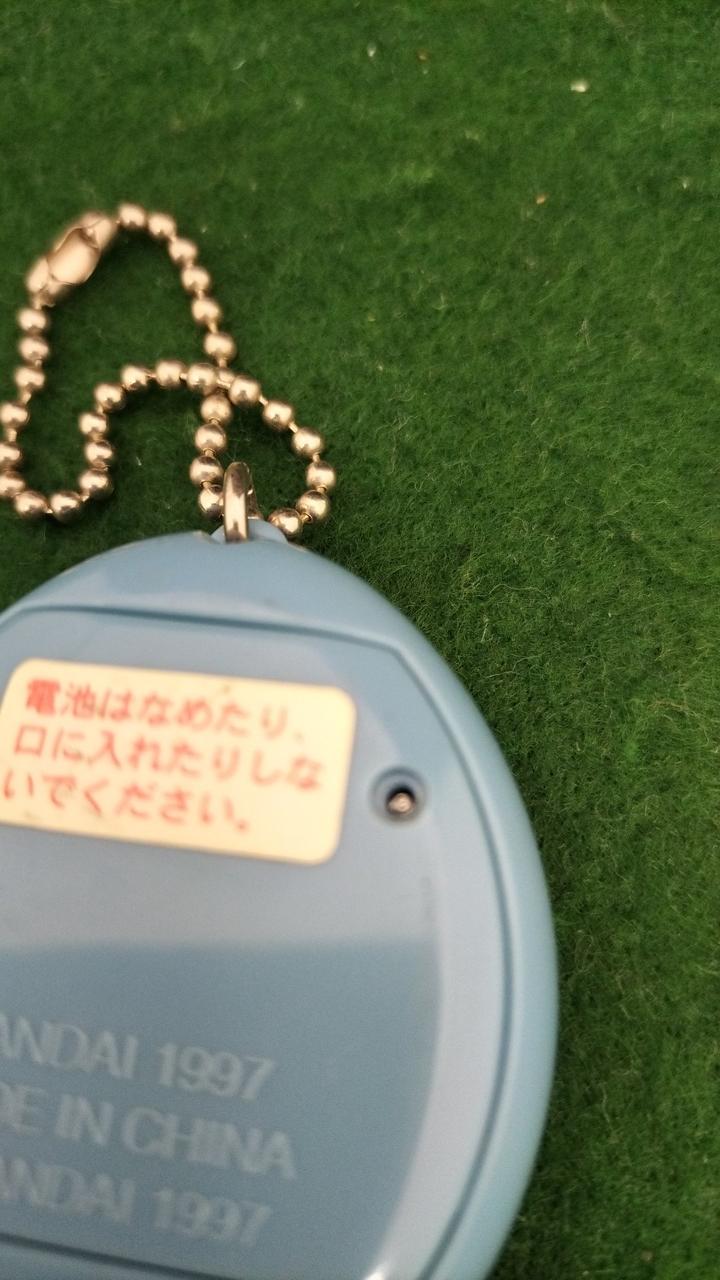 電池はなめたり、
口に入れたりしな
いでください。
ANDAI 1997
DE IN CHINA
ANDAI 1997